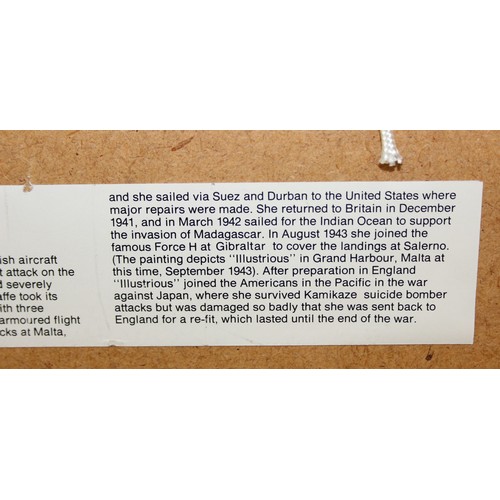 ish aircraft
t attack on the
d severely
affe took its
ith three
armoured flight
cks at Malta,
and she sailed via Suez and Durban to the United States where
major repairs were made. She returned to Britain in December
1941, and in March 1942 sailed for the Indian Ocean to support
the invasion of Madagascar. In August 1943 she joined the
famous Force H at Gibraltar to cover the landings at Salerno.
(The painting depicts ''Illustrious'' in Grand Harbour, Malta at
this time, September 1943). After preparation in England
''Illustrious'' joined the Americans in the Pacific in the war
against Japan, where she survived Kamikaze suicide bomber
attacks but was damaged so badly that she was sent back to
England for a re-fit, which lasted until the end of the war.